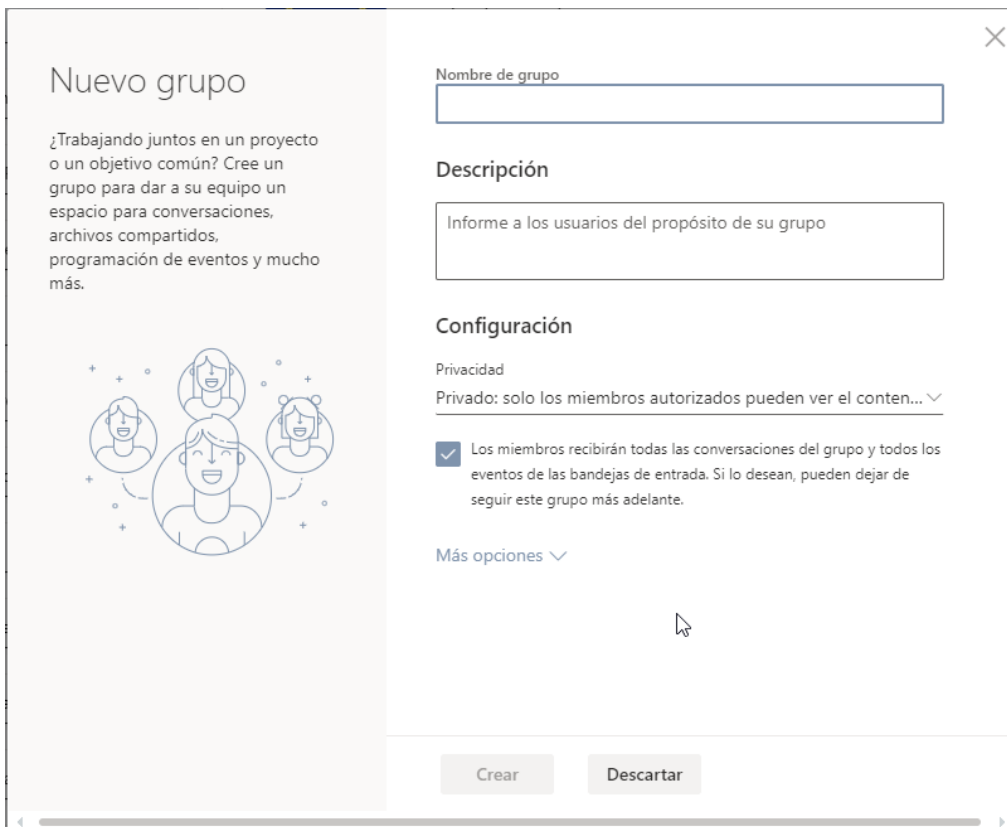 Nuevo grupo
¿Trabajando juntos en un proyecto
o un objetivo común? Cree un
grupo para dar a su equipo un
espacio para conversaciones,
archivos compartidos,
programación de eventos y mucho
más.
Nombre de grupo
Descripción
Informe a los usuarios del propósito de su grupo
Configuración
Privacidad
Privado: solo los miembros autorizados pueden ver el conten...
Los miembros recibirán todas las conversaciones del grupo y todos los
eventos de las bandejas de entrada. Si lo desean, pueden dejar de
seguir este grupo más adelante.
Más opciones
Crear
Descartar